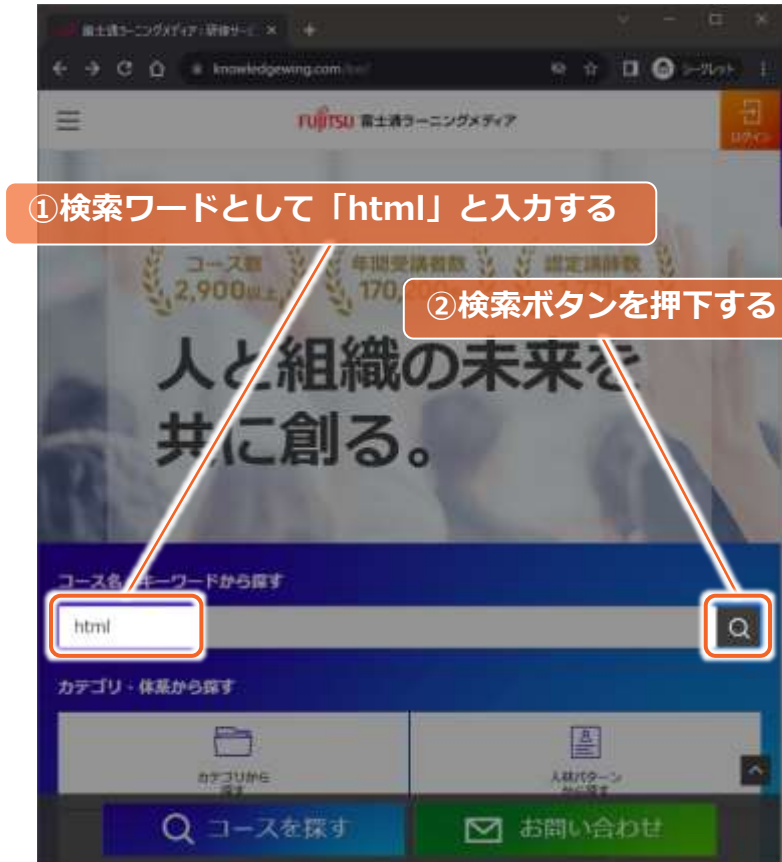 富士通ラーニングメディア：研修サービ
knowledgewing.com
シークレット
FUJITSU 富士通ラーニングメディア
ログイン
①検索ワードとして「html」と入力する
コース数
年間受講者数
認定講師数
2,900以上
②検索ボタンを押下する
人と組織の未来を
共に創る。
コース名・キーワードから探す
html
カテゴリ・体系から探す
カテゴリから
探す
人材パターン
から探す
コースを探す
お問い合わせ